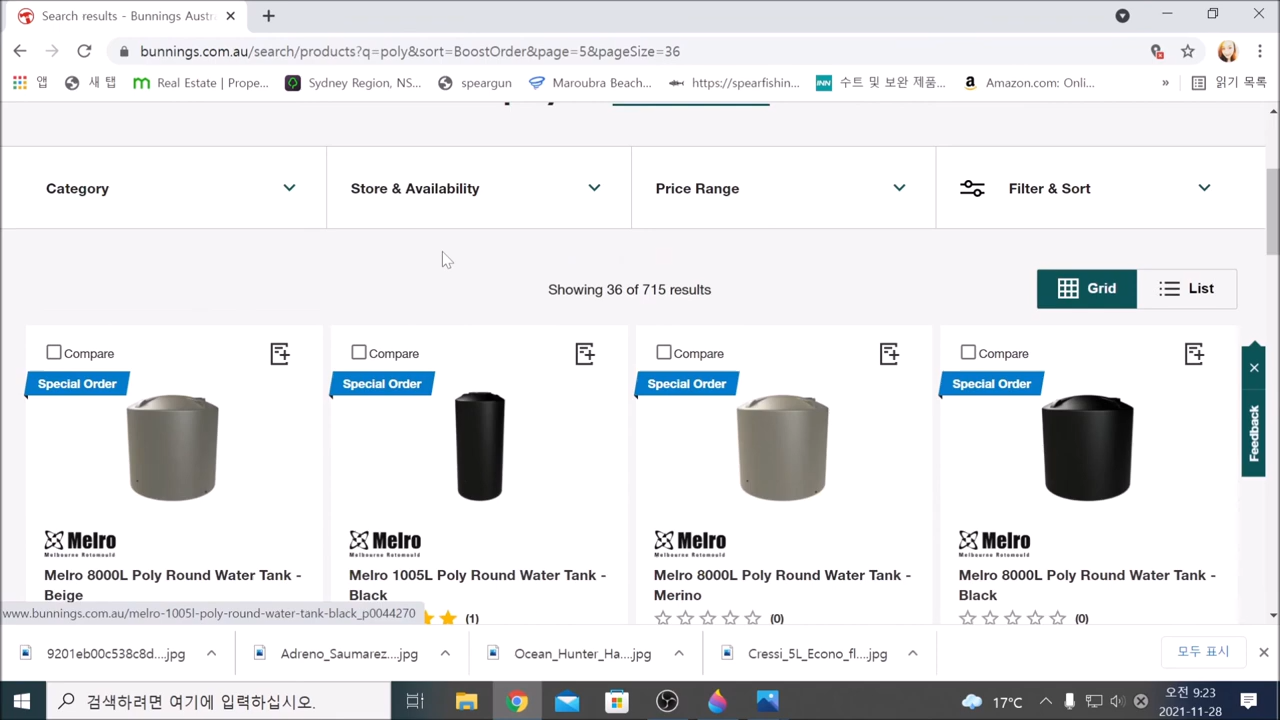 Search results - Bunnings Austr
bunnings.com.au/search/products?q=poly&sort=BoostOrder&page=5&pageSize=36
앱
새 탭
Real Estate | Prope...
Sydney Region, NS...
speargun
Maroubra Beach...
https://spearfishin...
INN
수트 및 보완 제품...
Amazon.com: Onli...
»
읽기 목록
Category
Store & Availability
Price Range
Filter & Sort
Showing 36 of 715 results
Grid
List
Compare
Compare
Compare
Compare
Special Order
Special Order
Special Order
Special Order
Feedback
Melro
Melbourne Rotomould
Melro
Melbourne Rotomould
Melro
Melbourne Rotomould
Melro
Melbourne Rotomould
Melro 8000L Poly Round Water Tank -
Beige
Melro 1005L Poly Round Water Tank -
Black
Melro 8000L Poly Round Water Tank -
Merino
Melro 8000L Poly Round Water Tank -
Black
www.bunnings.com.au/melro-1005l-poly-round-water-tank-black_p0044270
(1)
(0)
(0)
9201eb00c538c8d....jpg
Adreno_Saumarez....jpg
Ocean_Hunter_Ha....jpg
Cressi_5L_Econo_fl....jpg
모두 표시
검색하려면 여기에 입력하십시오.
17°C
오전 9:23
2021-11-28